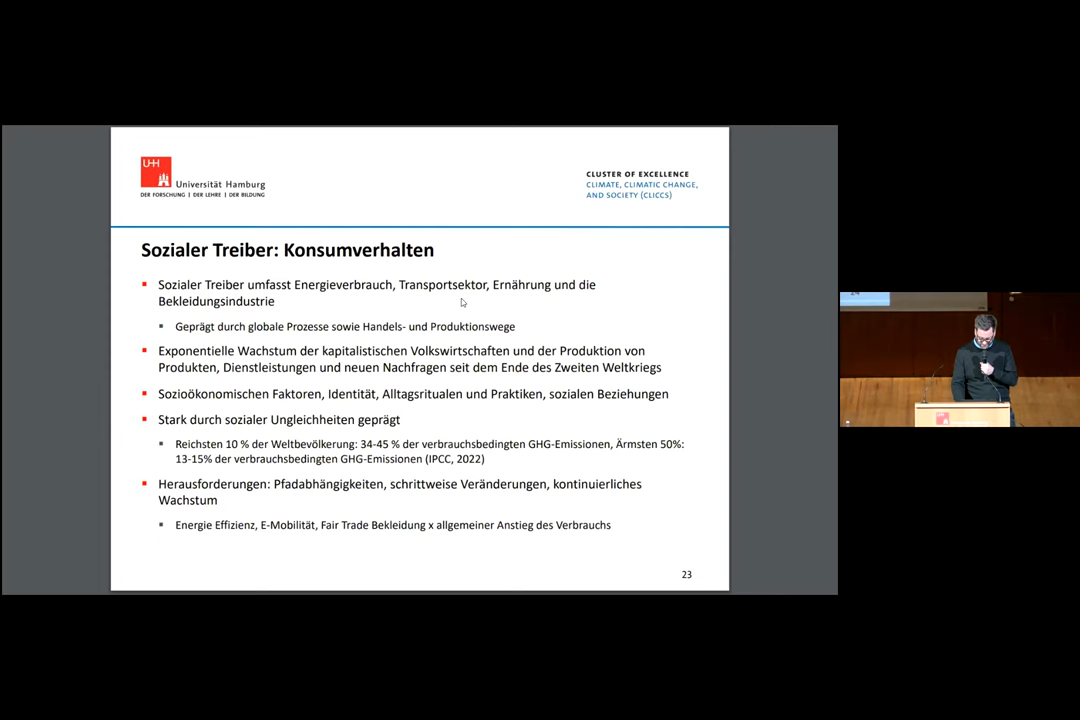 UHH
Universität Hamburg
DER FORSCHUNG | DER LEHRE | DER BILDUNG
CLUSTER OF EXCELLENCE
CLIMATE, CLIMATIC CHANGE,
AND SOCIETY (CLICCS)
Sozialer Treiber: Konsumverhalten
Sozialer Treiber umfasst Energieverbrauch, Transportsektor, Ernährung und die
Bekleidungsindustrie
Geprägt durch globale Prozesse sowie Handels- und Produktionswege
Exponentielle Wachstum der kapitalistischen Volkswirtschaften und der Produktion von
Produkten, Dienstleistungen und neuen Nachfragen seit dem Ende des Zweiten Weltkriegs
Sozioökonomischen Faktoren, Identität, Alltagsritualen und Praktiken, sozialen Beziehungen
Stark durch sozialer Ungleichheiten geprägt
Reichsten 10 % der Weltbevölkerung: 34-45 % der verbrauchsbedingten GHG-Emissionen, Ärmsten 50%:
13-15% der verbrauchsbedingten GHG-Emissionen (IPCC, 2022)
Herausforderungen: Pfadabhängigkeiten, schrittweise Veränderungen, kontinuierliches
Wachstum
Energie Effizienz, E-Mobilität, Fair Trade Bekleidung x allgemeiner Anstieg des Verbrauchs
23